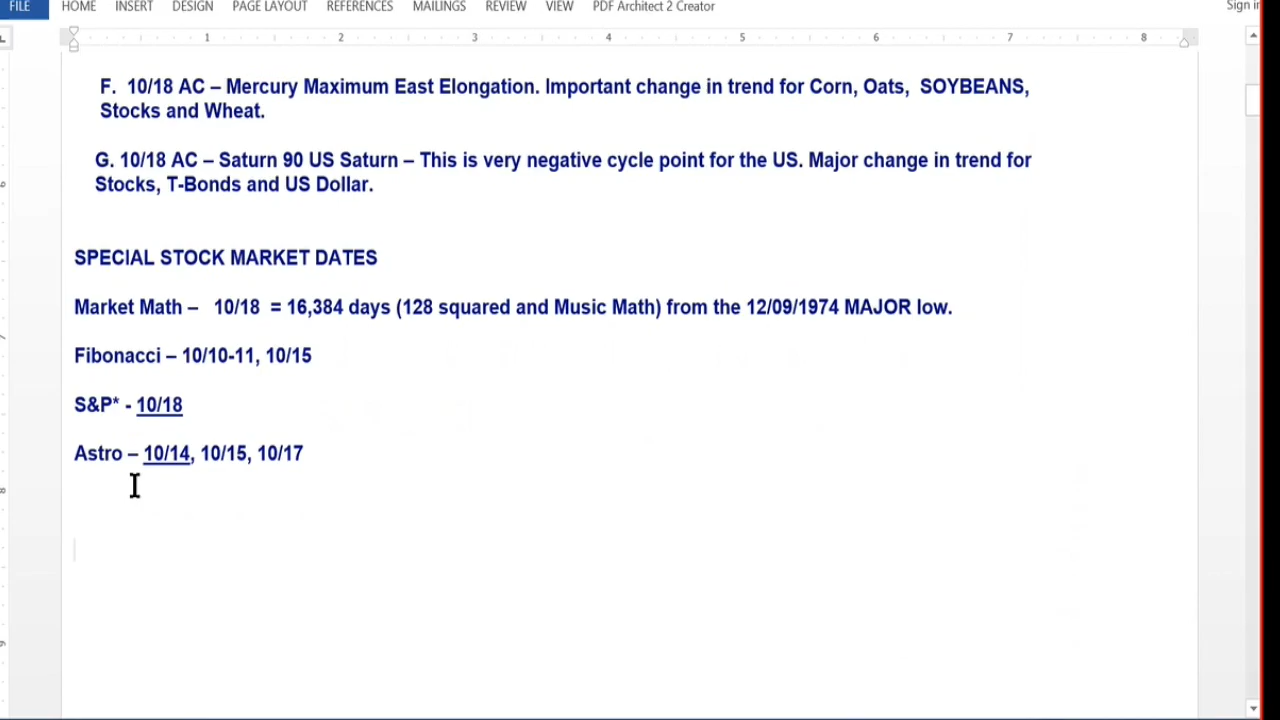 FILE HOME INSERT DESIGN PAGE LAYOUT REFERENCES MAILINGS REVIEW VIEW PDF Architect 2 Creator Sign in
1 2 3 4 5 6 7 8
F. 10/18 AC – Mercury Maximum East Elongation. Important change in trend for Corn, Oats, SOYBEANS,
Stocks and Wheat.
G. 10/18 AC – Saturn 90 US Saturn – This is very negative cycle point for the US. Major change in trend for
Stocks, T-Bonds and US Dollar.
SPECIAL STOCK MARKET DATES
Market Math – 10/18 = 16,384 days (128 squared and Music Math) from the 12/09/1974 MAJOR low.
Fibonacci – 10/10-11, 10/15
S&P* - 10/18
Astro – 10/14, 10/15, 10/17